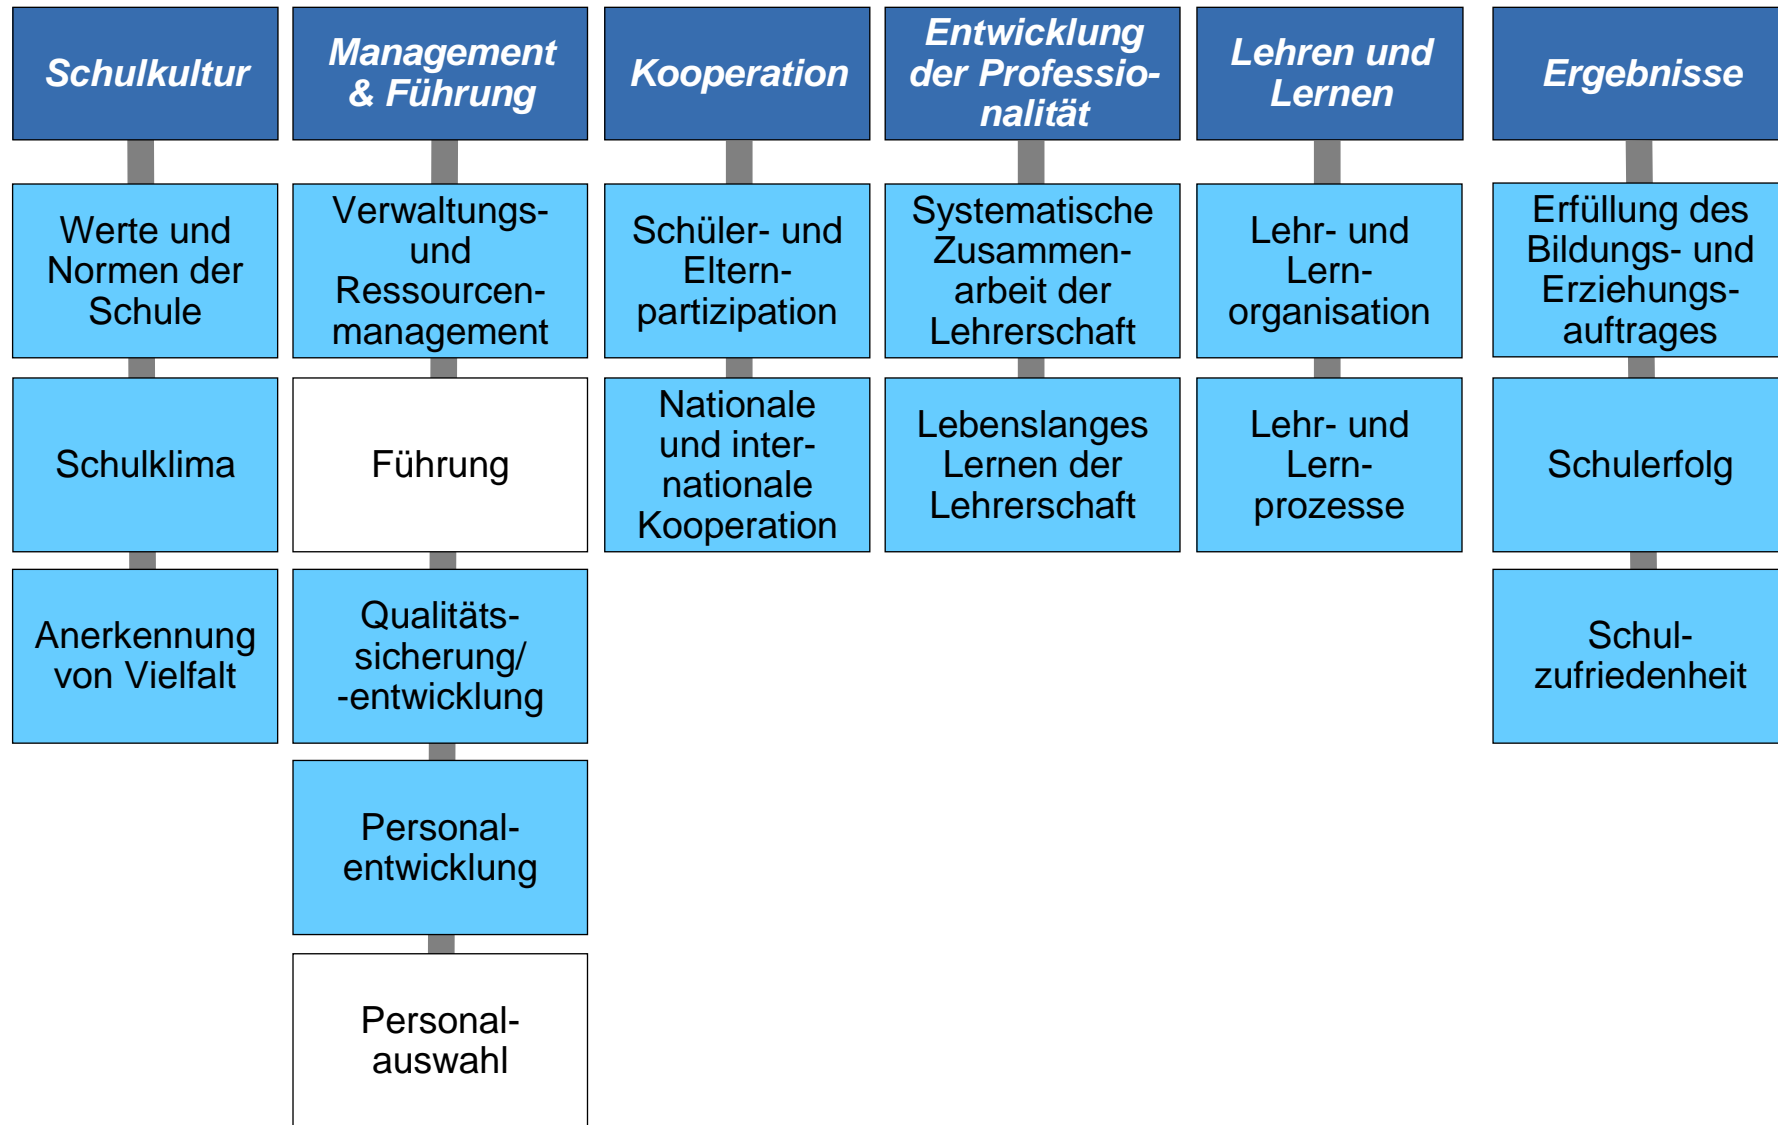 Schulkultur
Management
& Führung
Kooperation
Entwicklung
der Professio-
nalität
Lehren und
Lernen
Ergebnisse
Werte und
Normen der
Schule
Verwaltungs-
und
Ressourcen-
management
Schüler- und
Eltern-
partizipation
Systematische
Zusammen-
arbeit der
Lehrerschaft
Lehr- und
Lern-
organisation
Erfüllung des
Bildungs- und
Erziehungs-
auftrages
Schulklima
Führung
Nationale
und inter-
nationale
Kooperation
Lebenslanges
Lernen der
Lehrerschaft
Lehr- und
Lern-
prozesse
Schulerfolg
Anerkennung
von Vielfalt
Qualitäts-
sicherung/
-entwicklung
Schul-
zufriedenheit
Personal-
entwicklung
Personal-
auswahl